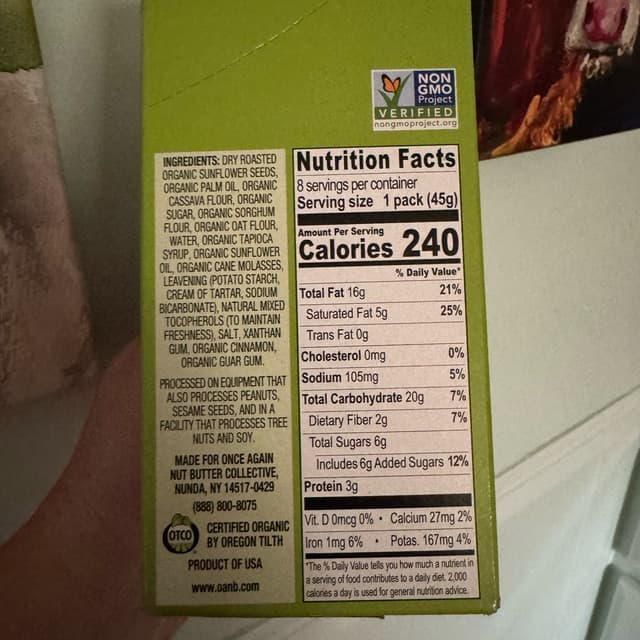 NON
GMO
Project
VERIFIED
nongmoproject.org
INGREDIENTS: DRY ROASTED
ORGANIC SUNFLOWER SEEDS,
ORGANIC PALM OIL, ORGANIC
CASSAVA FLOUR, ORGANIC
SUGAR, ORGANIC SORGHUM
FLOUR, ORGANIC OAT FLOUR,
WATER, ORGANIC TAPIOCA
SYRUP, ORGANIC SUNFLOWER
OIL, ORGANIC CANE MOLASSES,
LEAVENING (POTATO STARCH,
CREAM OF TARTAR, SODIUM
BICARBONATE), NATURAL MIXED
TOCOPHEROLS (TO MAINTAIN
FRESHNESS), SALT, XANTHAN
GUM, ORGANIC CINNAMON,
ORGANIC GUAR GUM.
PROCESSED ON EQUIPMENT THAT
ALSO PROCESSES PEANUTS,
SESAME SEEDS, AND IN A
FACILITY THAT PROCESSES TREE
NUTS AND SOY.
MADE FOR ONCE AGAIN
NUT BUTTER COLLECTIVE,
NUNDA, NY 14517-0429
(888) 800-8075
OTCO
CERTIFIED ORGANIC
BY OREGON TILTH
PRODUCT OF USA
www.oanb.com
Nutrition Facts
8 servings per container
Serving size 1 pack (45g)
Amount Per Serving
Calories 240
% Daily Value*
Total Fat 16g 21%
Saturated Fat 5g 25%
Trans Fat 0g
Cholesterol 0mg 0%
Sodium 105mg 5%
Total Carbohydrate 20g 7%
Dietary Fiber 2g 7%
Total Sugars 6g
Includes 6g Added Sugars 12%
Protein 3g
Vit. D 0mcg 0% • Calcium 27mg 2%
Iron 1mg 6% • Potas. 167mg 4%
*The % Daily Value tells you how much a nutrient in
a serving of food contributes to a daily diet. 2,000
calories a day is used for general nutrition advice.